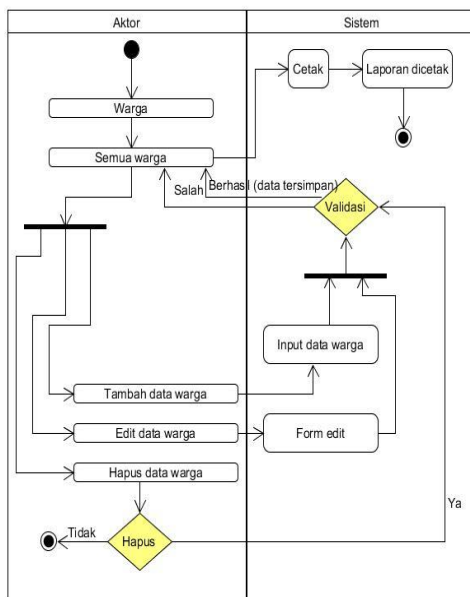 Aktor
Sistem
Cetak
Laporan dicetak
Warga
Semua warga
Salah
Berhasil (data tersimpan)
Validasi
Input data warga
Tambah data warga
Edit data warga
Form edit
Hapus data warga
Ya
Tidak
Hapus